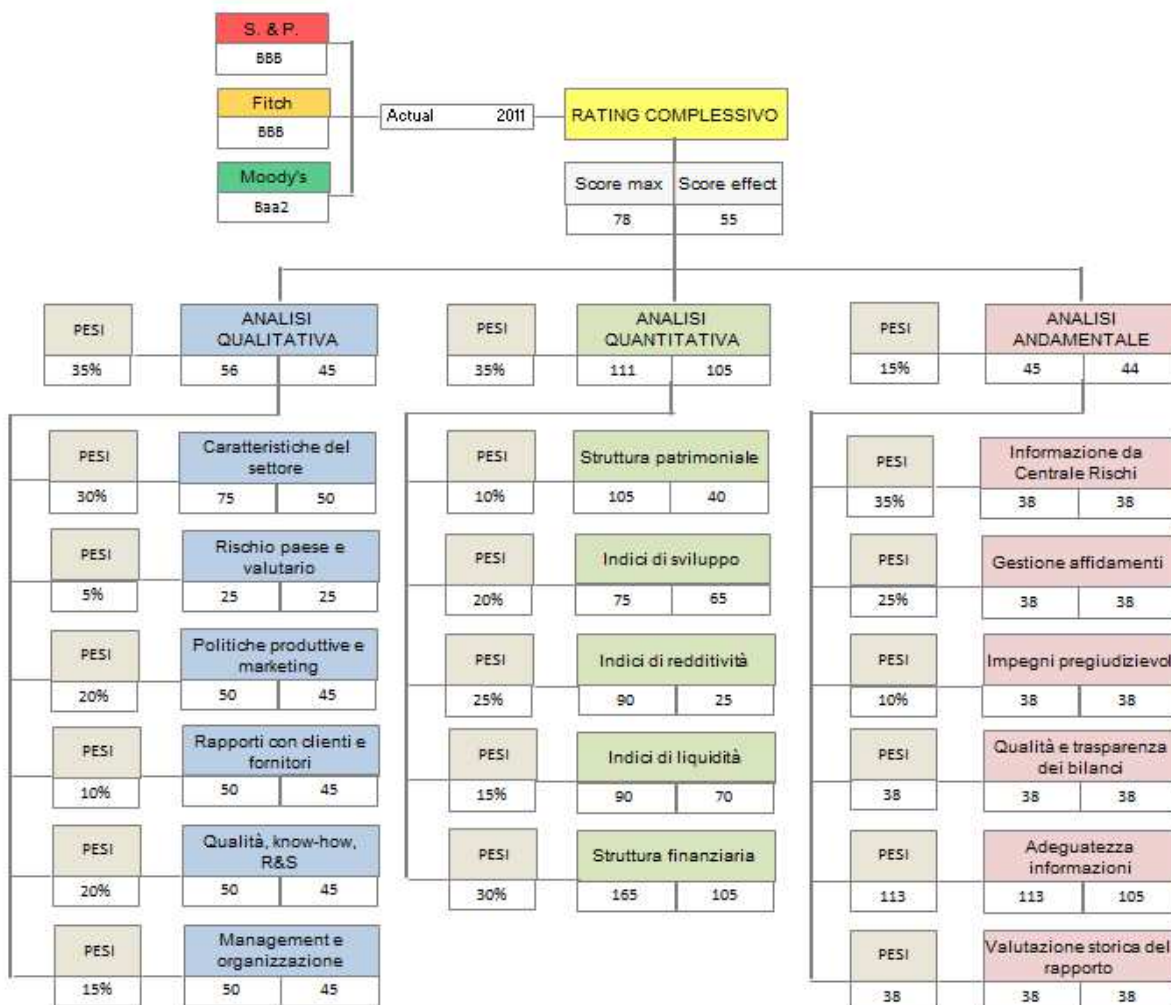 S. & P.
BBB
Fitch
BBB
Moody's
Baa2
Actual 2011
RATING COMPLESSIVO
Score max Score effect
78 55
PESI
35%
ANALISI
QUALITATIVA
56 45
PESI
30%
Caratteristiche del
settore
75 50
PESI
5%
Rischio paese e
valutario
25 25
PESI
20%
Politiche produttive e
marketing
50 45
PESI
10%
Rapporti con clienti e
fornitori
50 45
PESI
20%
Qualità, know-how,
R&S
50 45
PESI
15%
Management e
organizzazione
50 45
PESI
35%
ANALISI
QUANTITATIVA
111 105
PESI
10%
Struttura patrimoniale
105 40
PESI
20%
Indici di sviluppo
75 65
PESI
25%
Indici di redditività
90 25
PESI
15%
Indici di liquidità
90 70
PESI
30%
Struttura finanziaria
165 105
PESI
15%
ANALISI
ANDAMENTALE
45 44
PESI
35%
Informazione da
Centrale Rischi
38 38
PESI
25%
Gestione affidamenti
38 38
PESI
10%
Impegni pregiudizievol
38 38
PESI
38
Qualità e trasparenza
dei bilanci
38 38
PESI
113
Adeguatezza
informazioni
113 105
PESI
38
Valutazione storica del
rapporto
38 38